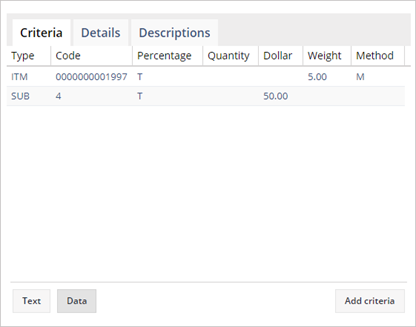 Criteria Details Descriptions
Type Code Percentage Quantity Dollar Weight Method
ITM 0000000001997 T 5.00 M
SUB 4 T 50.00
Text Data Add criteria